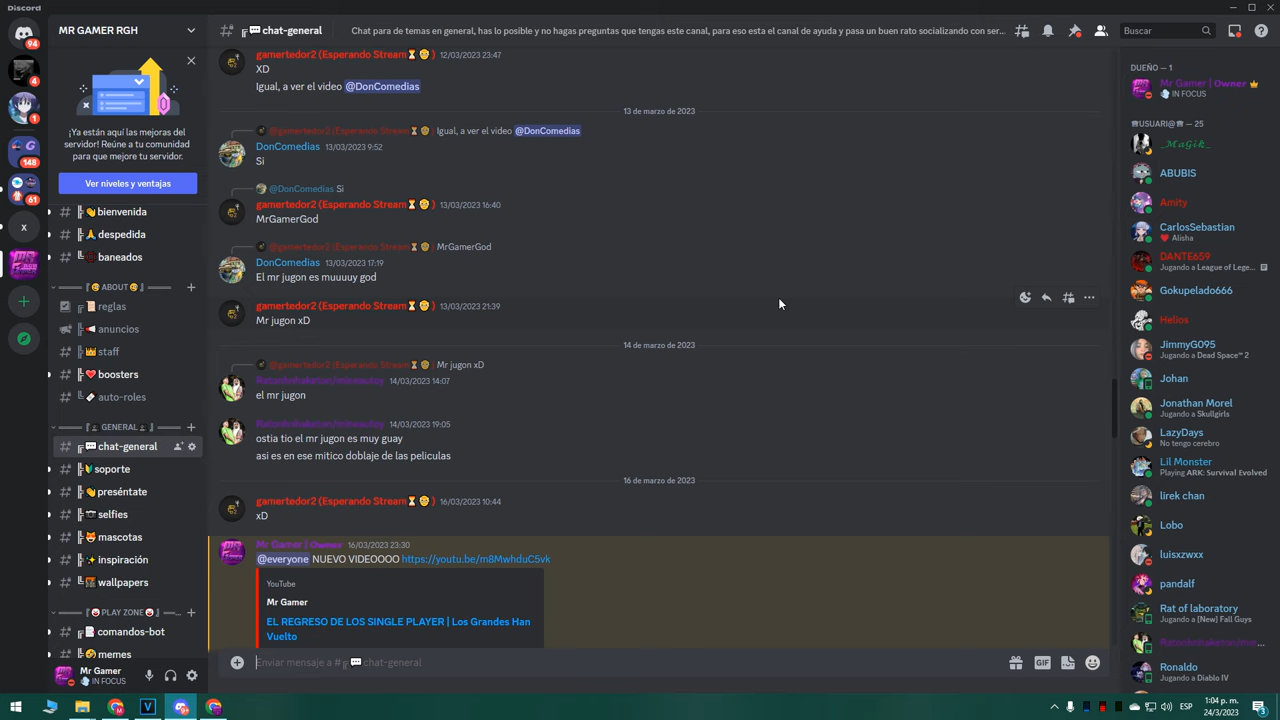 Discord
MR GAMER RGH
94
4
1
148
61
x
¡Ya están aquí las mejoras del
servidor! Reúne a tu comunidad
para que mejore tu servidor.
Ver niveles y ventajas
👋bienvenida
🙏despedida
baneados
ABOUT
reglas
anuncios
👑staff
❤️boosters
auto-roles
GENERAL
💬chat-general
🔰soporte
👏preséntate
📷selfies
🦊mascotas
✨inspiración
wallpapers
PLAY ZONE
comandos-bot
memes
Mr Gamer
IN FOCUS
💬chat-general
Chat para de temas en general, has lo posible y no hagas preguntas que tengas este canal, para eso esta el canal de ayuda y pasa un buen rato socializando con ser...
Buscar
gamertedor2 (Esperando Stream⌛👴) 12/03/2023 23:47
XD
Igual, a ver el video @DonComedias
13 de marzo de 2023
@gamertedor2 (Esperando Stream⌛👴) Igual, a ver el video @DonComedias
DonComedias 13/03/2023 9:52
Si
@DonComedias Si
gamertedor2 (Esperando Stream⌛👴) 13/03/2023 16:40
MrGamerGod
@gamertedor2 (Esperando Stream⌛👴) MrGamerGod
DonComedias 13/03/2023 17:19
El mr jugon es muuuuy god
gamertedor2 (Esperando Stream⌛👴) 13/03/2023 21:39
Mr jugon xD
14 de marzo de 2023
@gamertedor2 (Esperando Stream⌛👴) Mr jugon xD
14/03/2023 14:07
el mr jugon
14/03/2023 19:05
ostia tio el mr jugon es muy guay
asi es en ese mitico doblaje de las peliculas
16 de marzo de 2023
gamertedor2 (Esperando Stream⌛👴) 16/03/2023 10:44
xD
Mr Gamer | Owner 16/03/2023 23:30
@everyone NUEVO VIDEOOOO https://youtu.be/m8MwhduC5vk
YouTube
Mr Gamer
EL REGRESO DE LOS SINGLE PLAYER | Los Grandes Han
Vuelto
Enviar mensaje a #💬chat-general
GIF
DUEÑO — 1
Mr Gamer | Owner
IN FOCUS
USUARI@ — 25
_MaGik_
ABUBIS
Amity
CarlosSebastian
❤️ Alisha
DANTE659
Jugando a League of Lege...
Gokupelado666
Helios
JimmyG095
Jugando a Dead Space™ 2
Johan
Jonathan Morel
Jugando a Skullgirls
LazyDays
No tengo cerebro
Lil Monster
Playing ARK: Survival Evolved
lirek chan
Lobo
luisxzwxx
pandalf
Rat of laboratory
Jugando a [New] Fall Guys
Ronaldo
Jugando a Diablo IV
ESP
1:04 p. m.
24/3/2023
3